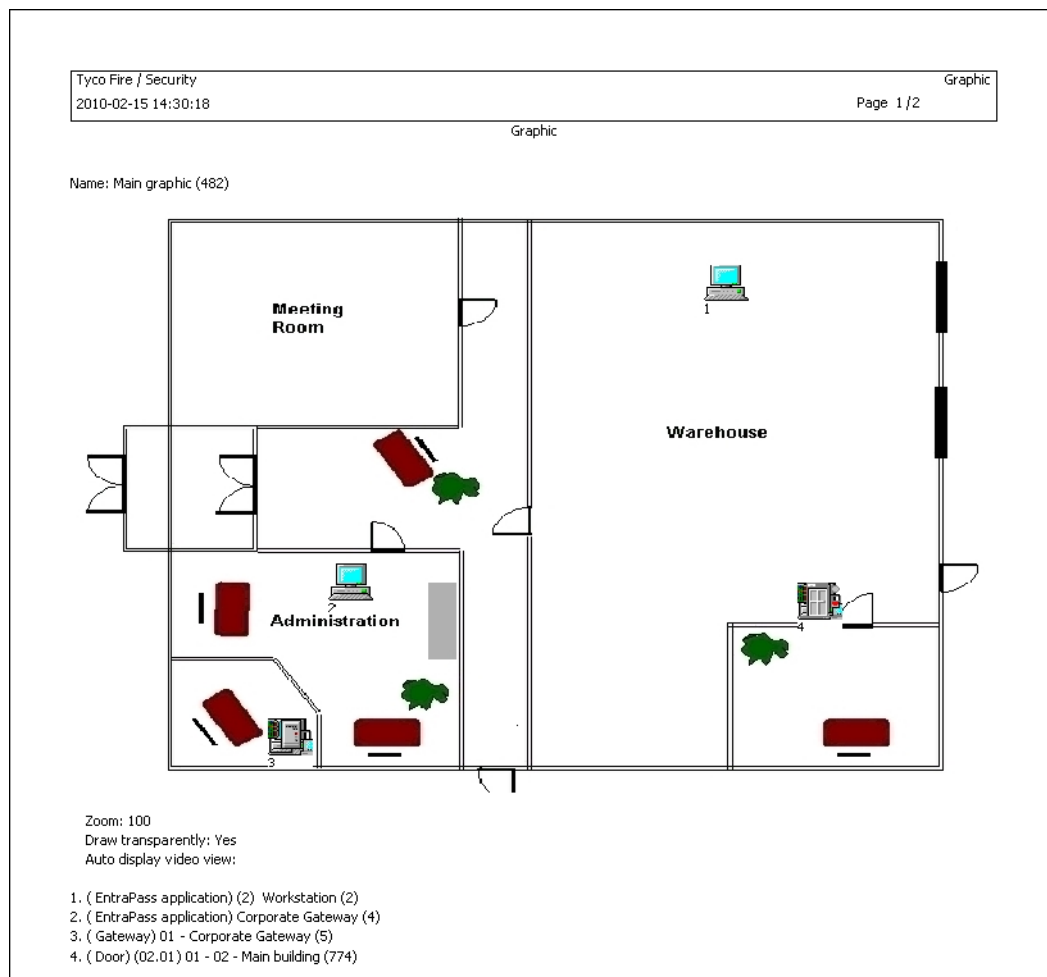 Tyco Fire / Security
Graphic
2010-02-15 14:30:18
Page 1/2
Graphic
Name: Main graphic (482)
Meeting
Room
1
Warehouse
2
Administration
4
3
Zoom: 100
Draw transparently: Yes
Auto display video view:
1. ( EntraPass application) (2) Workstation (2)
2. ( EntraPass application) Corporate Gateway (4)
3. ( Gateway) 01 - Corporate Gateway (5)
4. ( Door) (02.01) 01 - 02 - Main building (774)